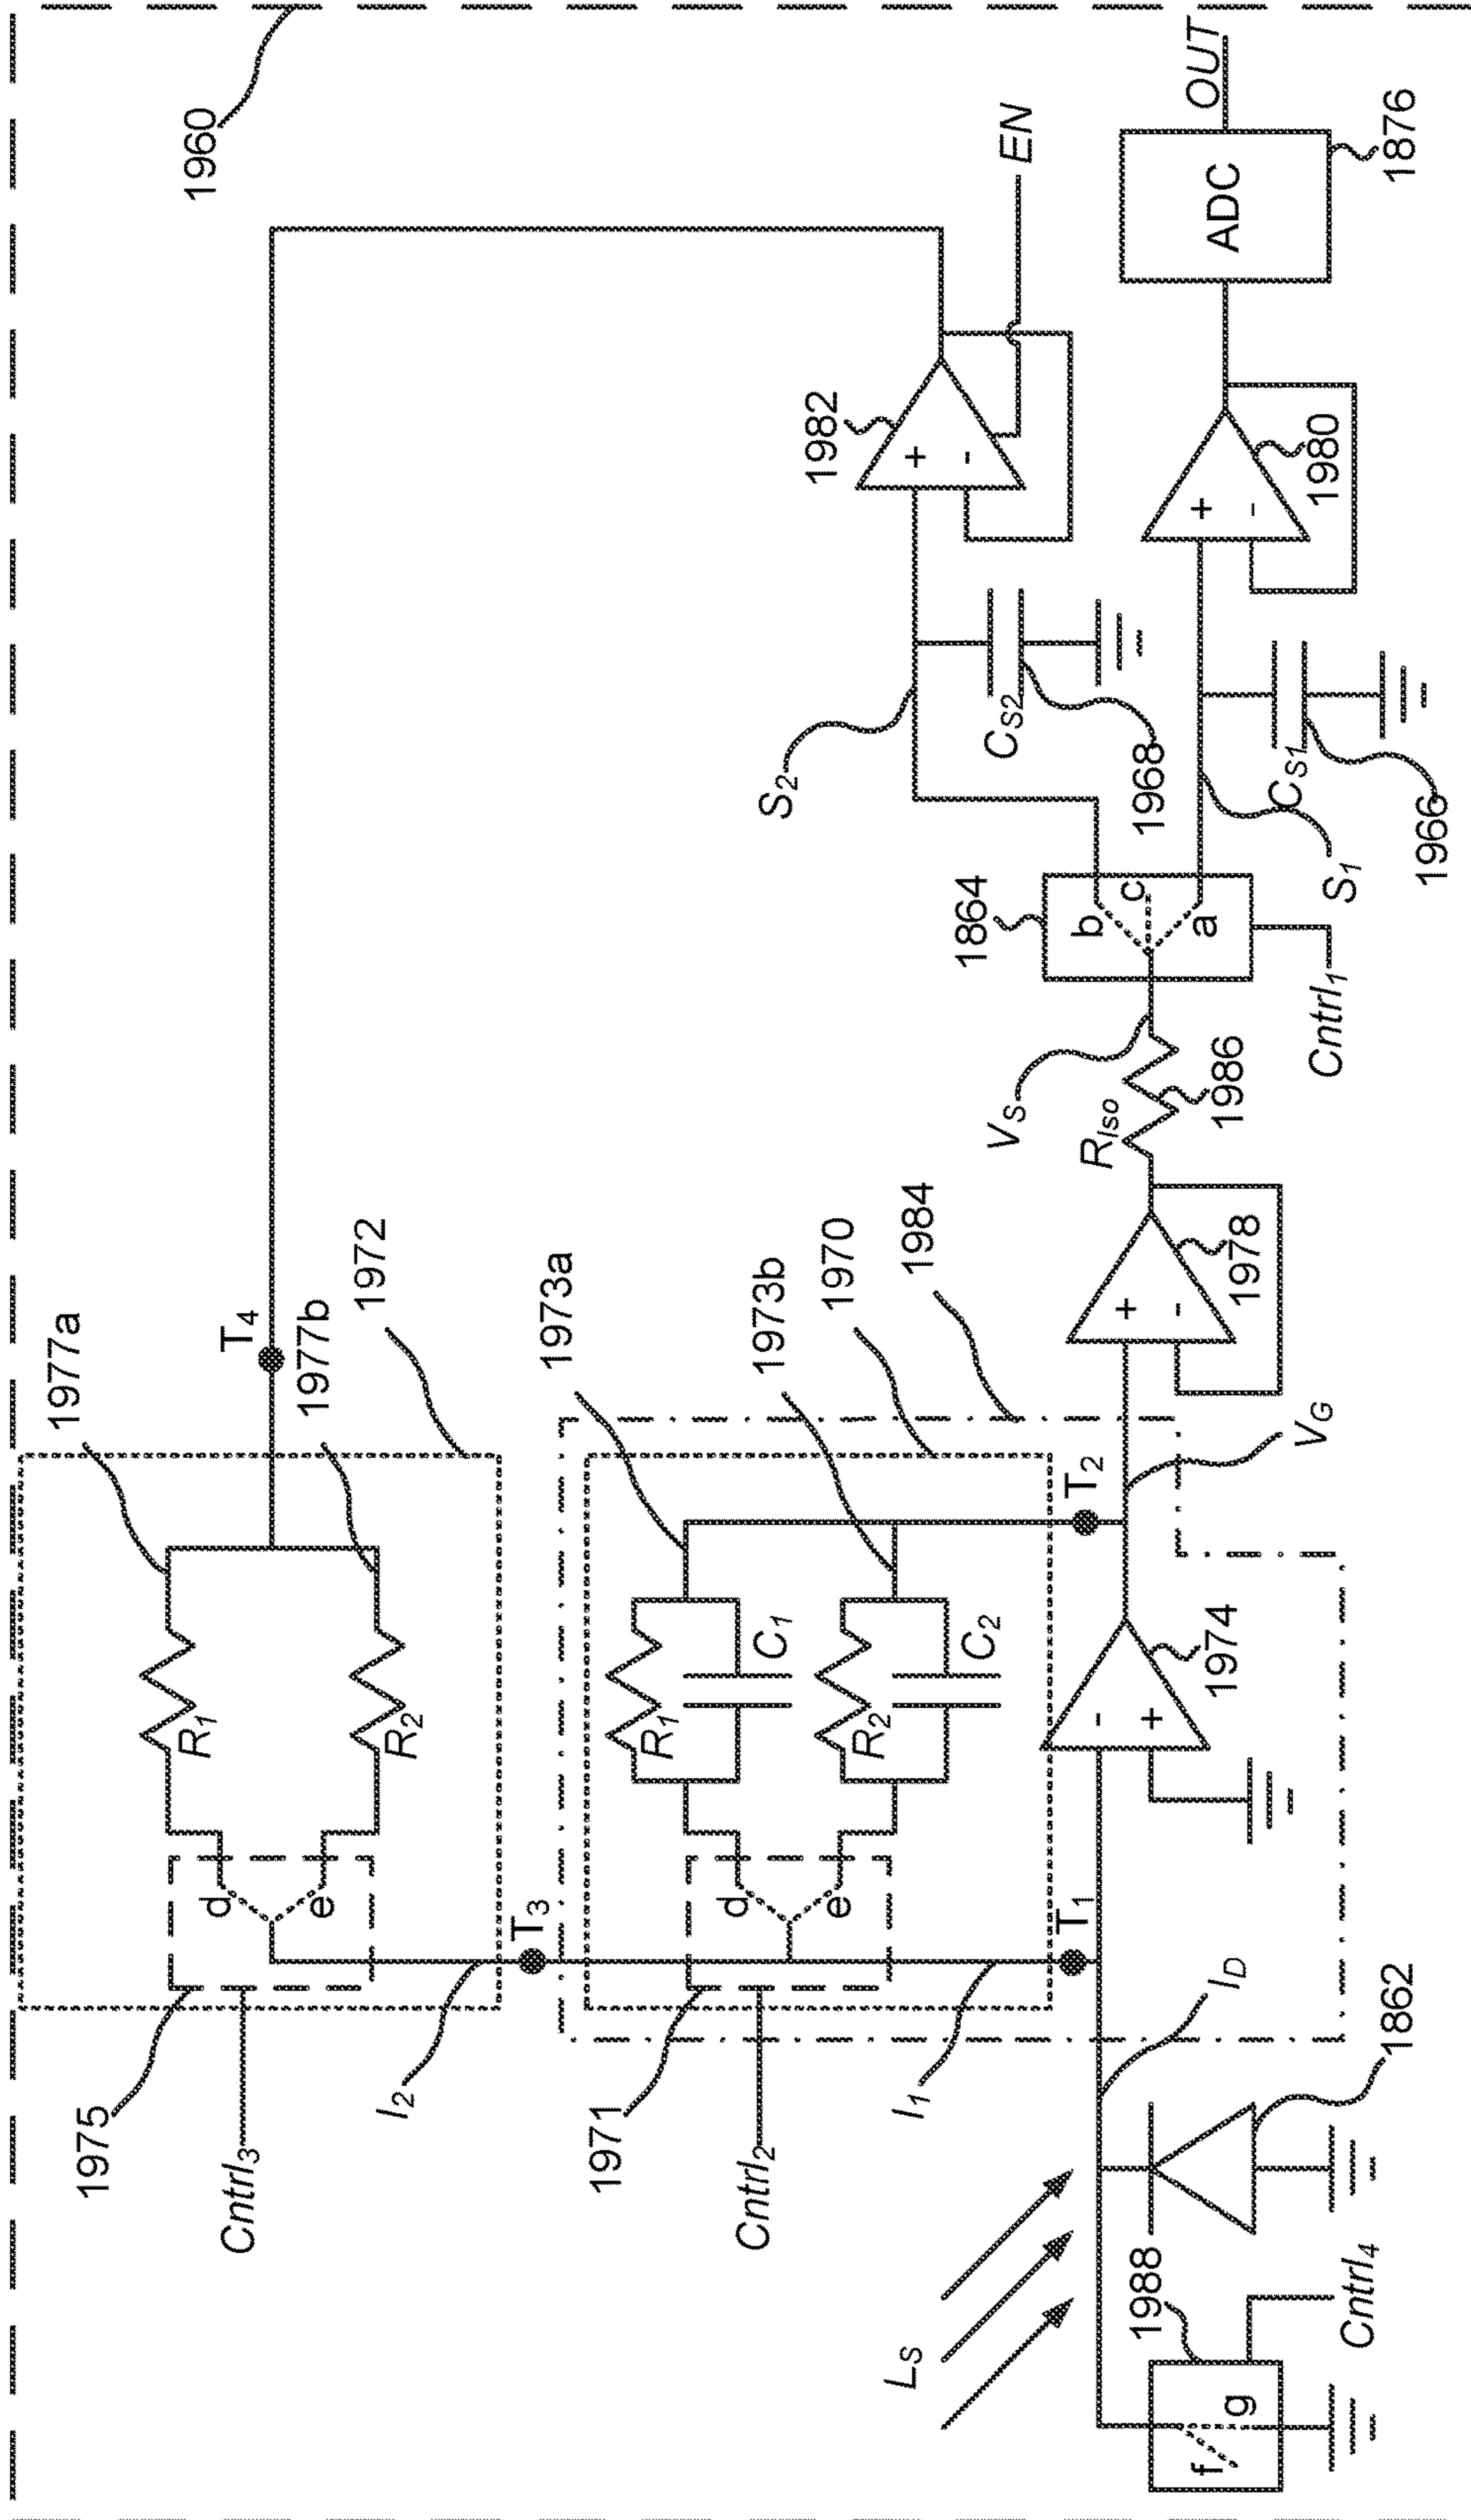 1960
1977a
R1
1975
d
e
Cntrl3
R2
T4
1977b
1972
I2
T3
1973a
R1
C1
1971
d
e
Cntrl2
R2
C2
1973b
1970
1984
I1
T1
T2
1982
+
-
EN
S2
CS2
1968
LS
ID
-
+
1974
VG
+
-
1978
RIso
1986
VS
1864
b
c
a
Cntrl1
S1
CS1
1966
+
-
1980
ADC
OUT
1876
1988
f
g
Cntrl4
1862